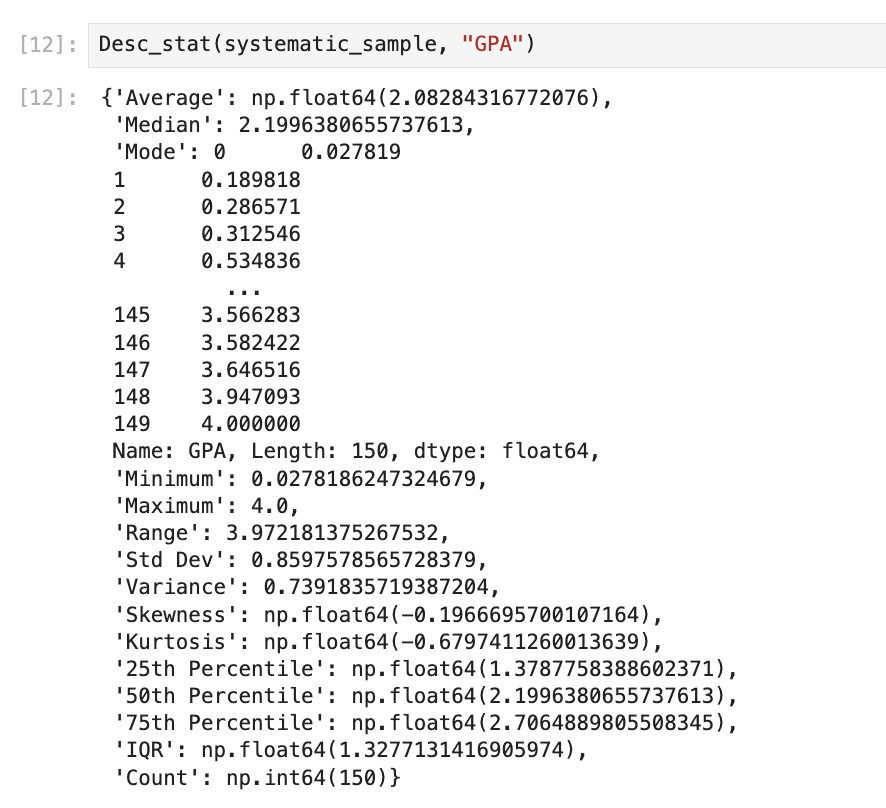 [12]: Desc_stat(systematic_sample, "GPA")
[12]: {'Average': np.float64(2.08284316772076),
'Median': 2.1996380655737613,
'Mode': 0      0.027819
1      0.189818
2      0.286571
3      0.312546
4      0.534836
...
145    3.566283
146    3.582422
147    3.646516
148    3.947093
149    4.000000
Name: GPA, Length: 150, dtype: float64,
'Minimum': 0.0278186247324679,
'Maximum': 4.0,
'Range': 3.972181375267532,
'Std Dev': 0.8597578565728379,
'Variance': 0.7391835719387204,
'Skewness': np.float64(-0.1966695700107164),
'Kurtosis': np.float64(-0.6797411260013639),
'25th Percentile': np.float64(1.3787758388602371),
'50th Percentile': np.float64(2.1996380655737613),
'75th Percentile': np.float64(2.7064889805508345),
'IQR': np.float64(1.3277131416905974),
'Count': np.int64(150)}